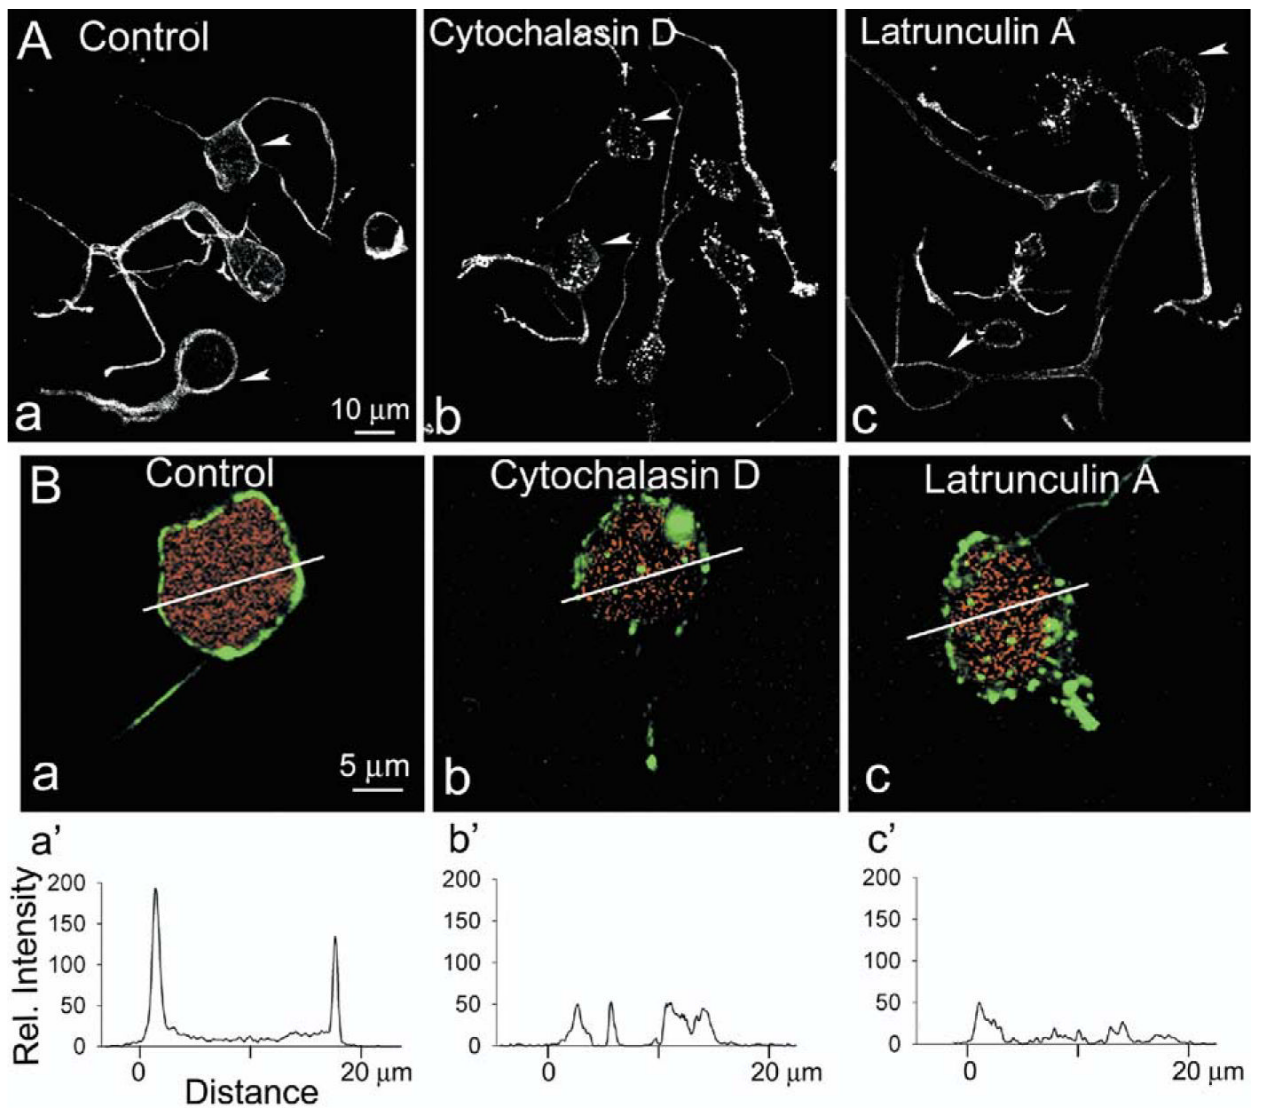 A Control
Cytochalasin D
Latrunculin A
a
10 µm
b
c
B Control
Cytochalasin D
Latrunculin A
a
5 µm
b
c
a’
b’
c’
Rel. Intensity
200
150
100
50
0
0
20 µm
Distance
200
150
100
50
0
0
20 µm
200
150
100
50
0
0
20 µm